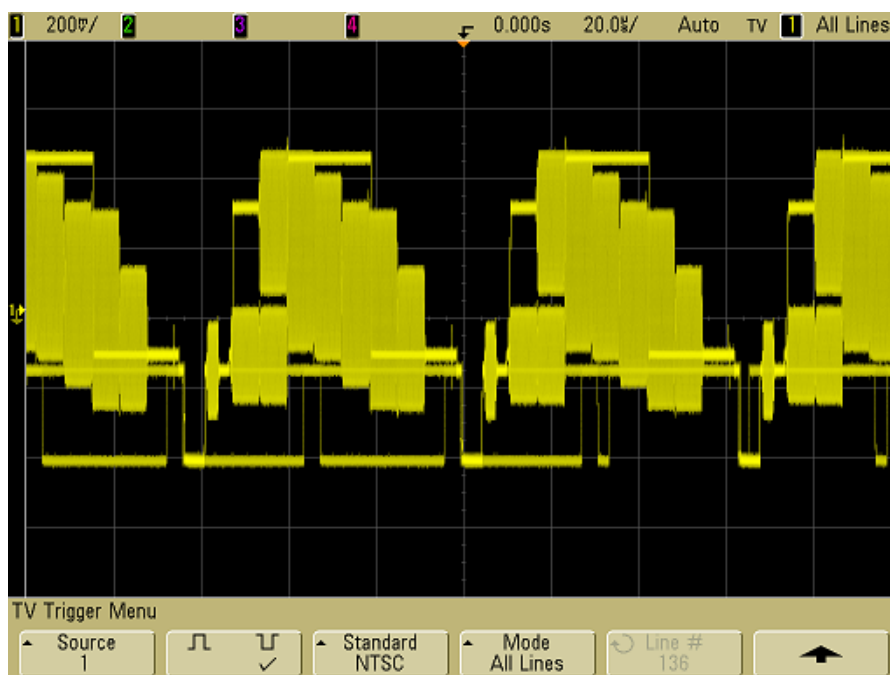 1 200㎷/ 2 3 4 0.000s 20.0㎲/ Auto TV 1 All Lines
1
TV Trigger Menu
Source Standard Mode Line #
1 NTSC All Lines 136